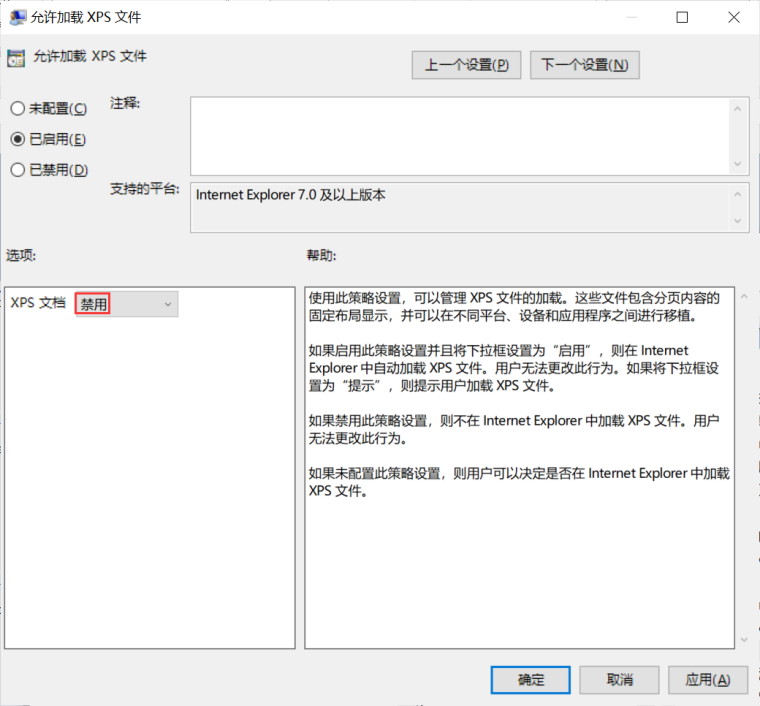 允许加载 XPS 文件
允许加载 XPS 文件
上一个设置(P)
下一个设置(N)
未配置(C)
注释:
已启用(E)
已禁用(D)
支持的平台:
Internet Explorer 7.0 及以上版本
选项:
帮助:
XPS 文档
禁用
使用此策略设置，可以管理 XPS 文件的加载。这些文件包含分页内容的
固定布局显示，并可以在不同平台、设备和应用程序之间进行移植。
如果启用此策略设置并且将下拉框设置为“启用”，则在 Internet
Explorer 中自动加载 XPS 文件。用户无法更改此行为。如果将下拉框设
置为“提示”，则提示用户加载 XPS 文件。
如果禁用此策略设置，则不在 Internet Explorer 中加载 XPS 文件。用户
无法更改此行为。
如果未配置此策略设置，则用户可以决定是否在 Internet Explorer 中加载
XPS 文件。
确定
取消
应用(A)